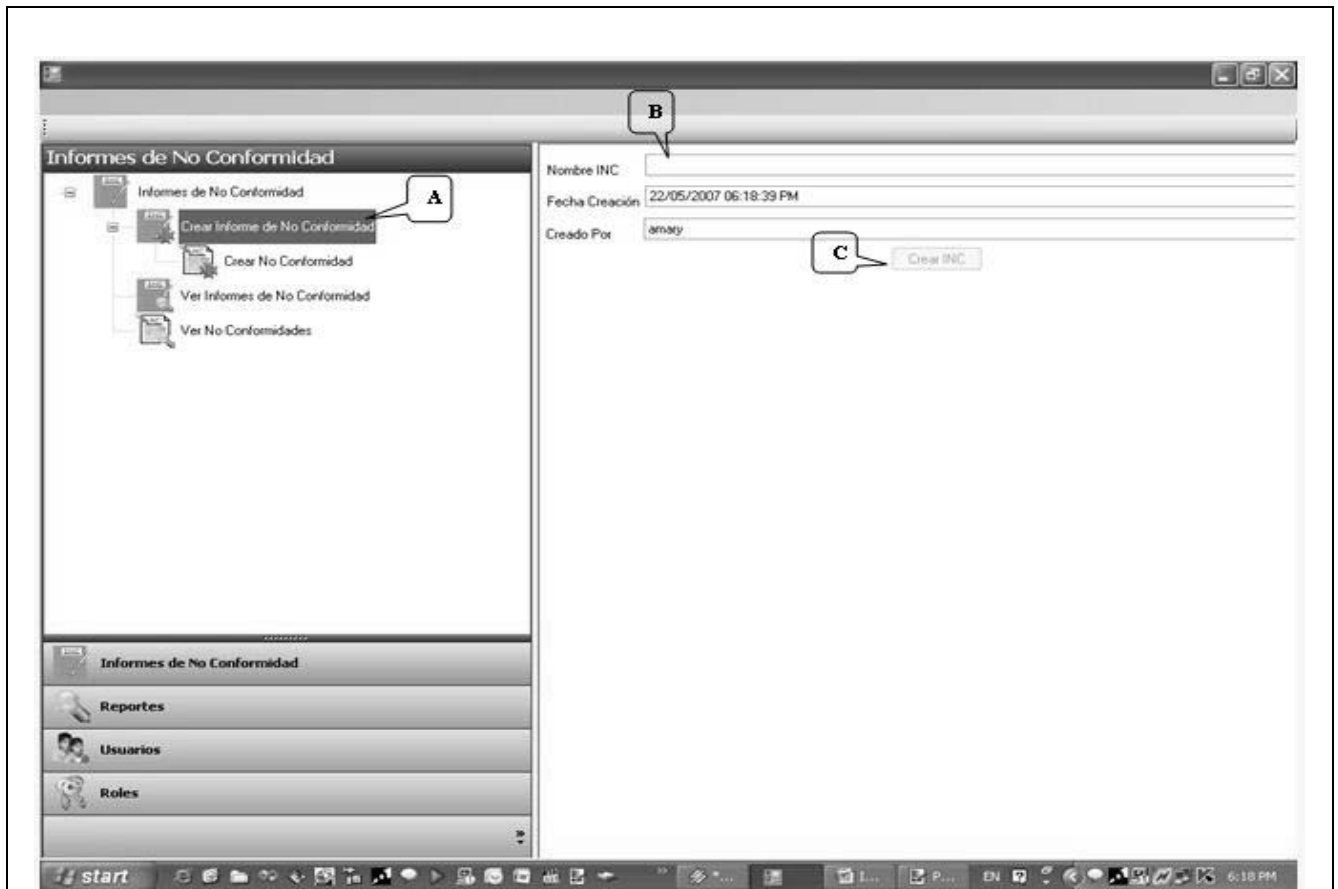 B
Informes de No Conformidad
Informes de No Conformidad
A
Crear Informe de No Conformidad
Crear No Conformidad
Ver Informes de No Conformidad
Ver No Conformidades
Nombre INC
Fecha Creación 22/05/2007 06:18:39 PM
Creado Por amary
C
Crear INC
Informes de No Conformidad
Reportes
Usuarios
Roles
start
I...
P...
EN
6:18 PM